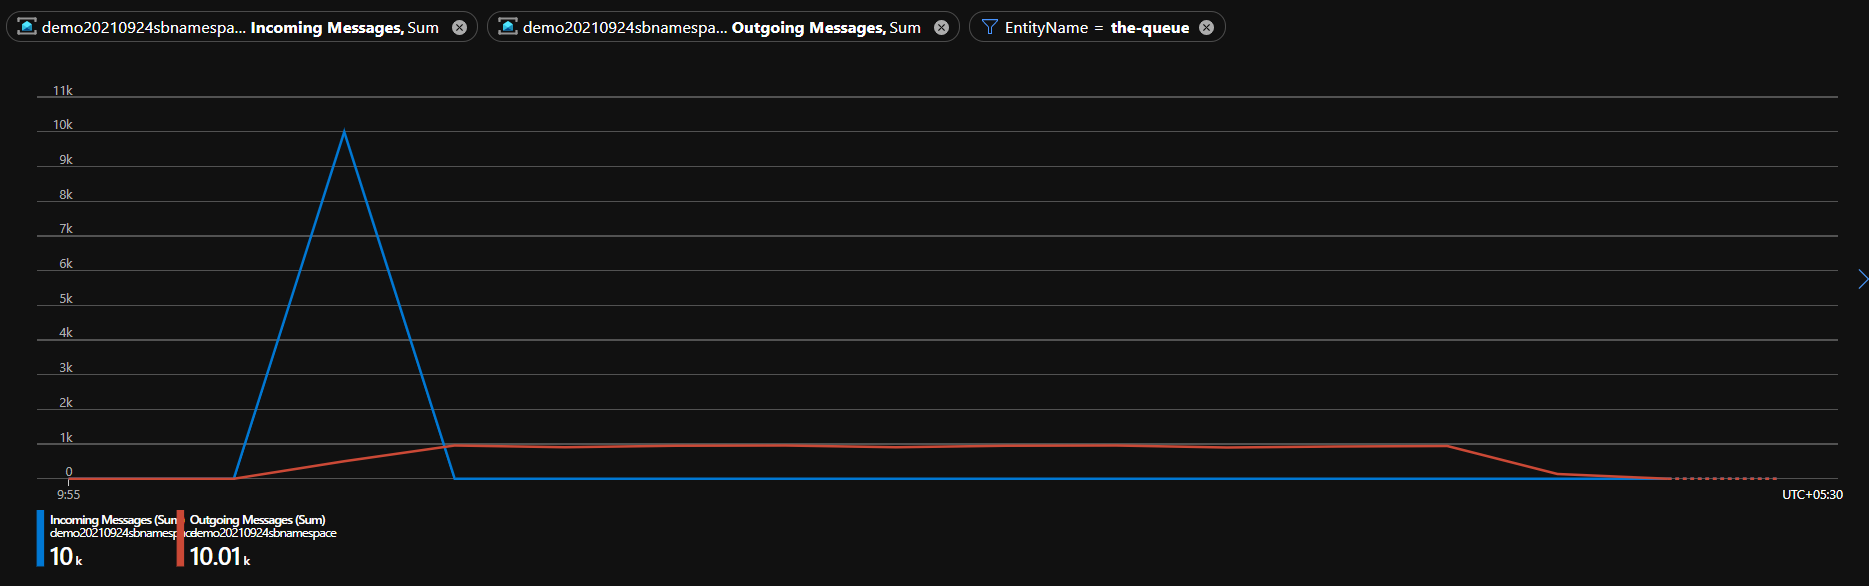 demo20210924sbnamespa... Incoming Messages, Sum
demo20210924sbnamespa... Outgoing Messages, Sum
EntityName = the-queue
11k
10k
9k
8k
7k
6k
5k
4k
3k
2k
1k
0
9:55
UTC+05:30
Incoming Messages (Sum)
demo20210924sbnamespace
10 k
Outgoing Messages (Sum)
demo20210924sbnamespace
10.01 k